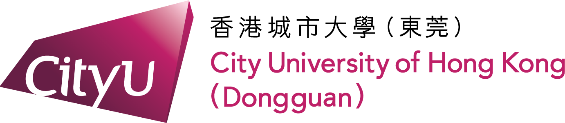 CityU
香港城市大學（東莞）
City University of Hong Kong
(Dongguan)